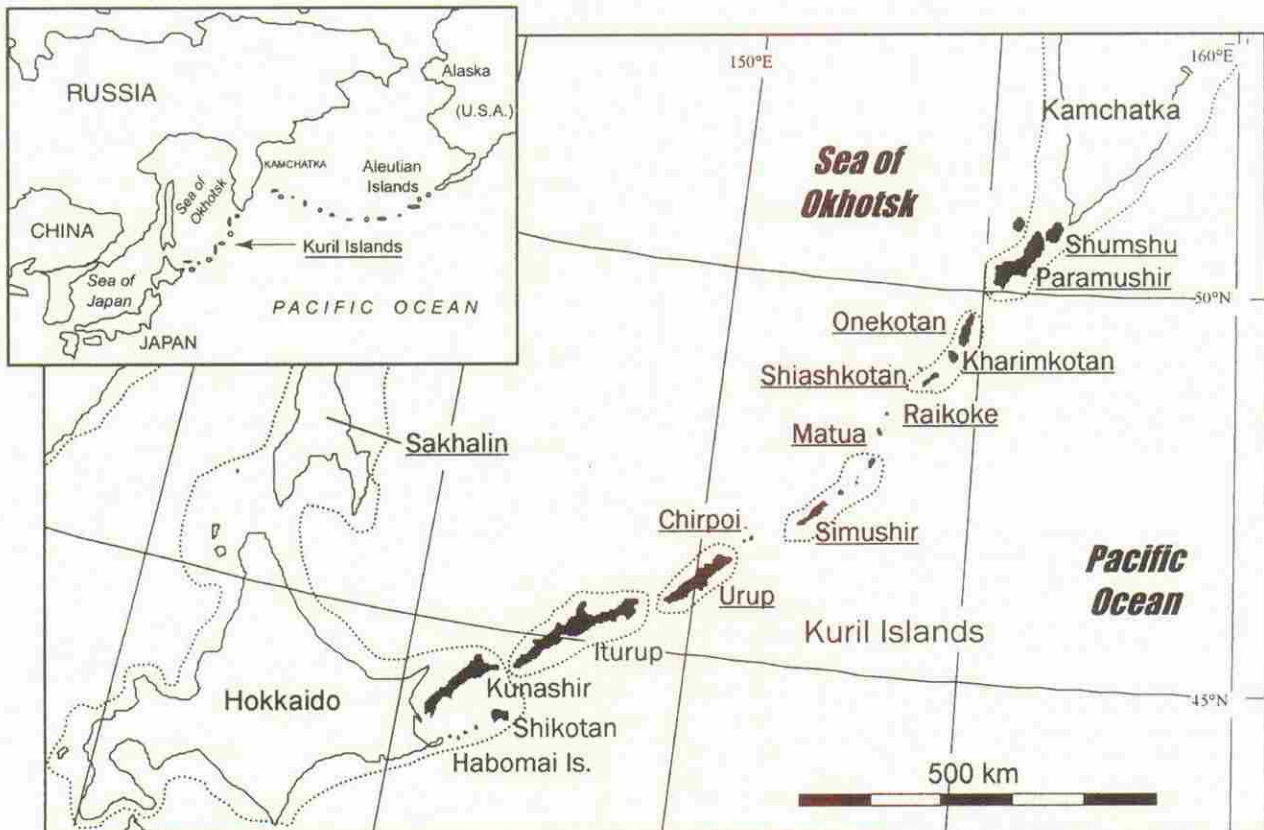 RUSSIA
Alaska
(U.S.A.)
KAMCHATKA
Aleutian
Islands
Sea of
Okhotsk
CHINA
Kuril Islands
Sea of
Japan
PACIFIC OCEAN
JAPAN
150°E
160°E
Kamchatka
Sea of
Okhotsk
Shumshu
Paramushir
50°N
Onekotan
Kharimkotan
Shiashkotan
Raikoke
Matua
Sakhalin
Chirpoi
Simushir
Urup
Pacific
Ocean
Kuril Islands
Iturup
Kunashir
45°N
Hokkaido
Shikotan
Habomai Is.
500 km